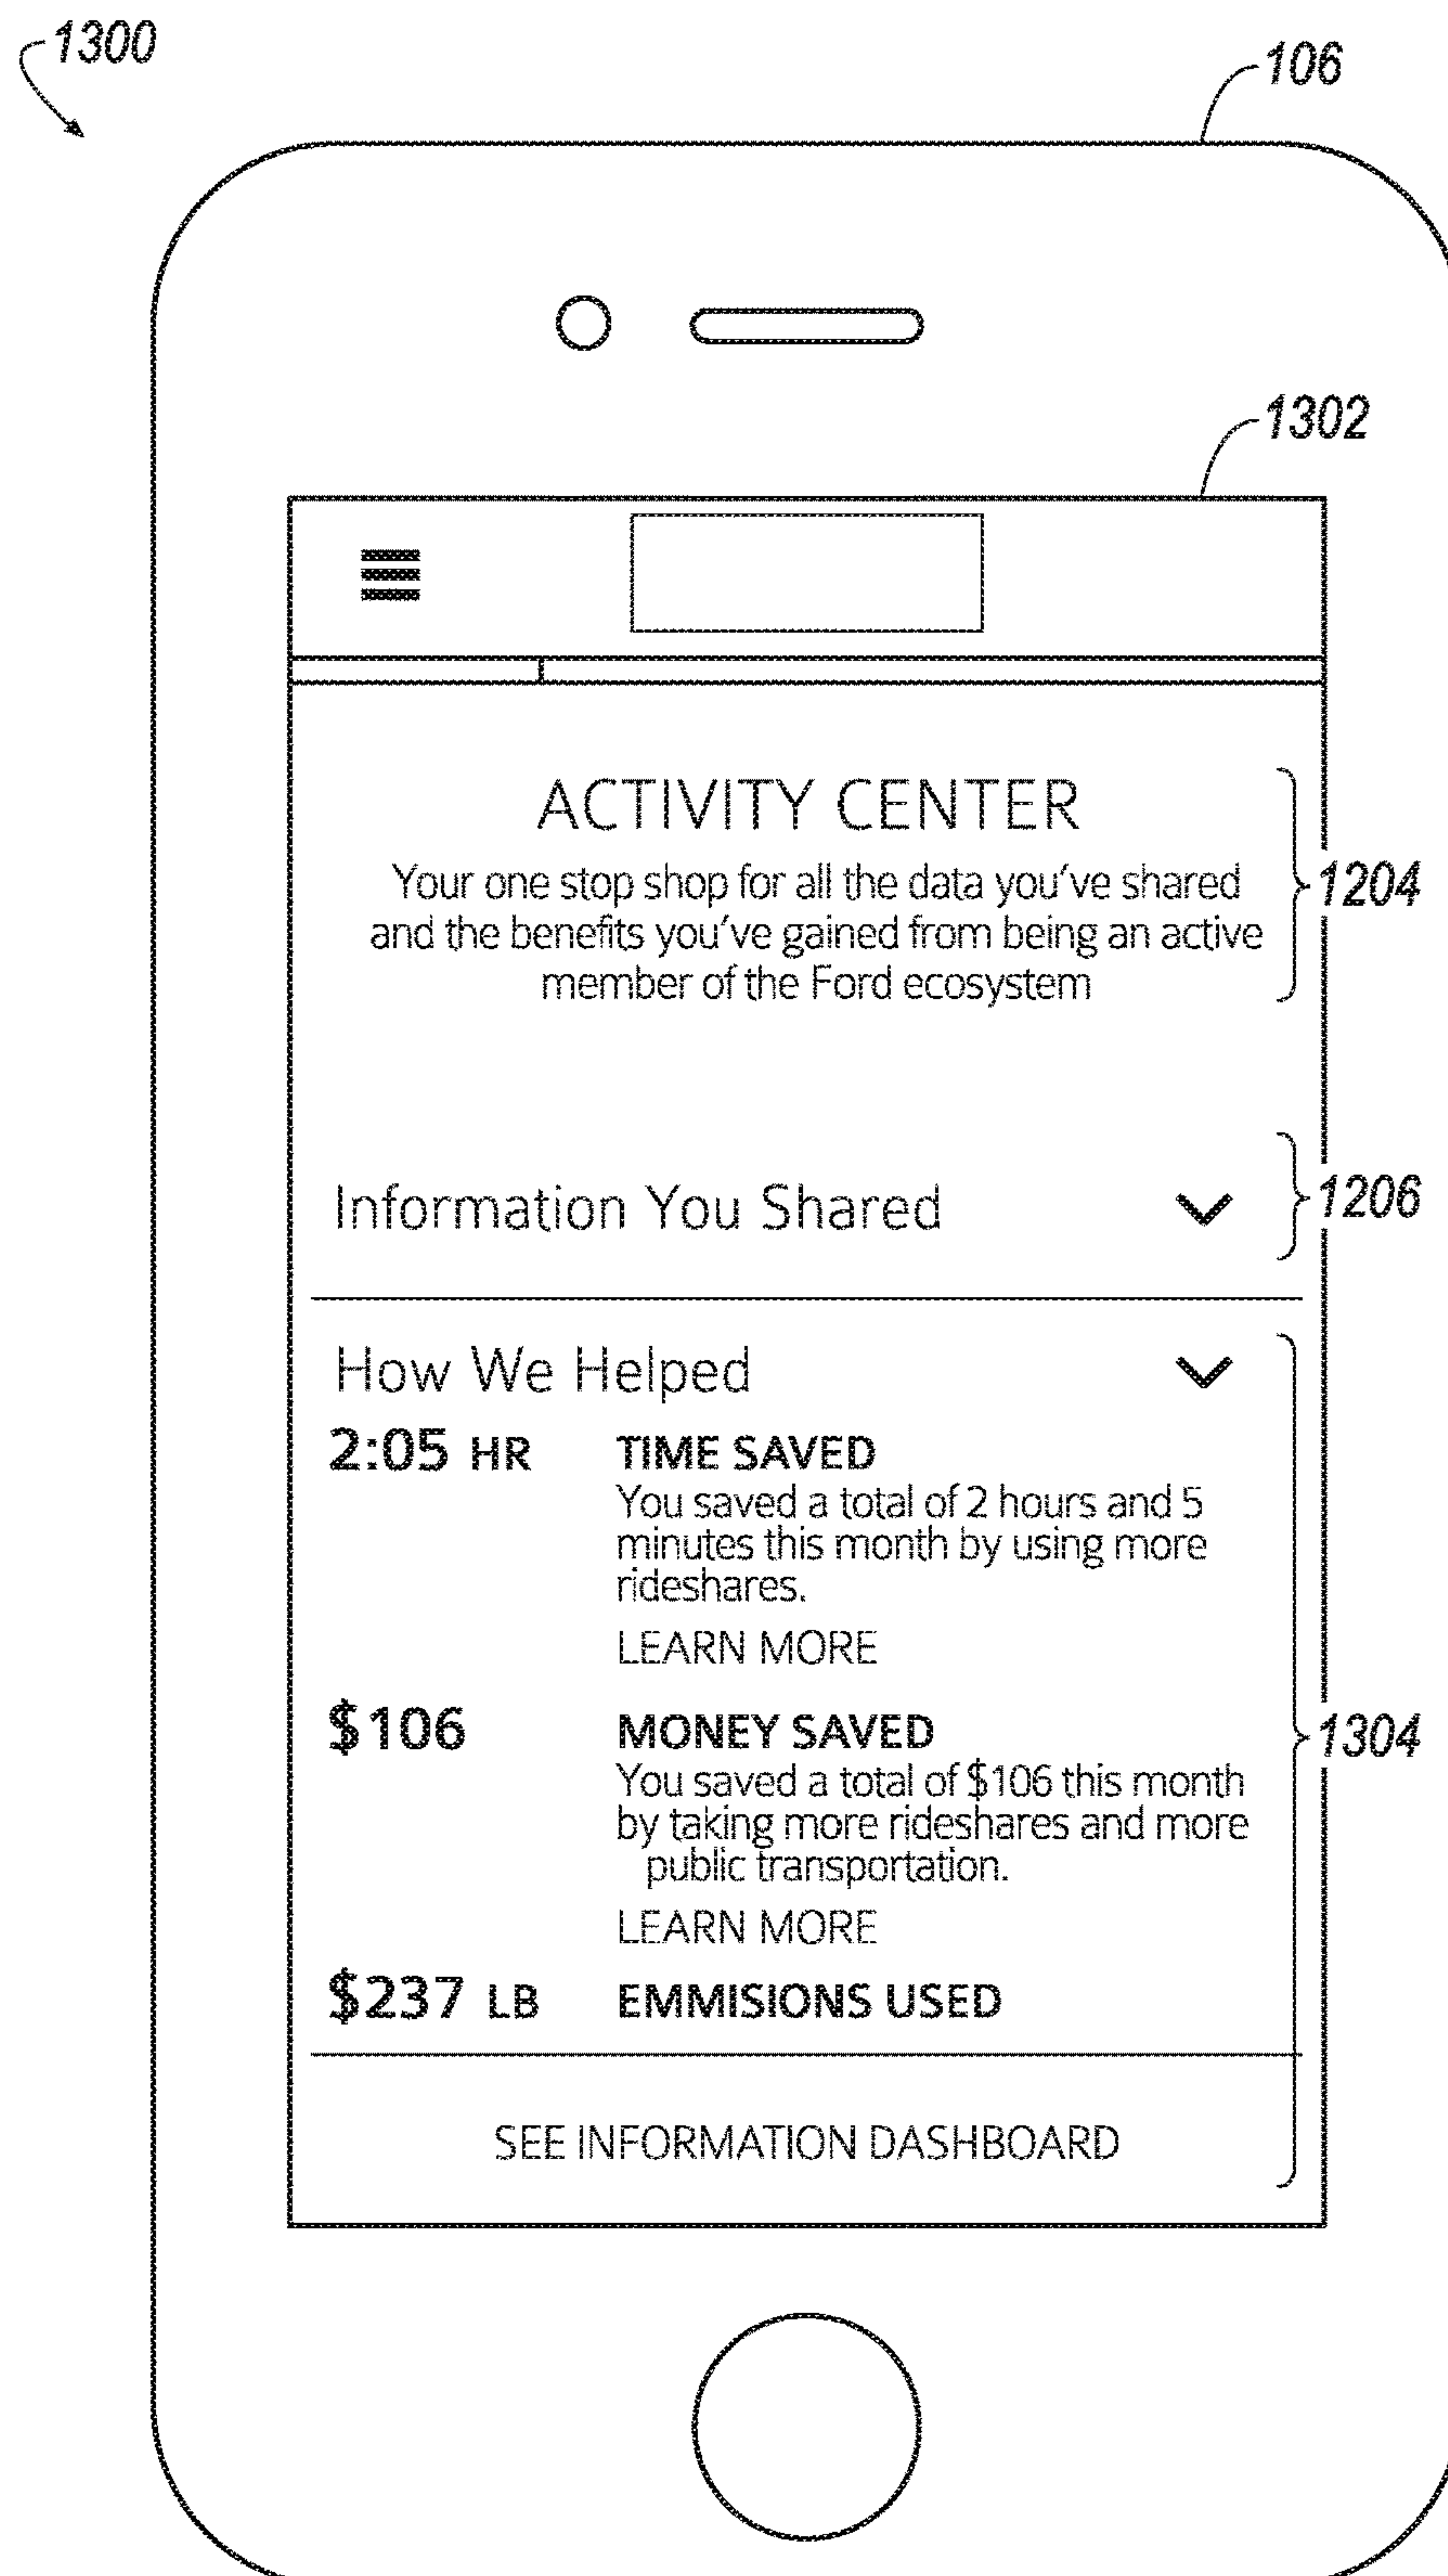 1300
106
1302
ACTIVITY CENTER
Your one stop shop for all the data you've shared
and the benefits you've gained from being an active
member of the Ford ecosystem
1204
Information You Shared
1206
How We Helped
2:05 HR TIME SAVED
You saved a total of 2 hours and 5
minutes this month by using more
rideshares.
LEARN MORE
$106 MONEY SAVED
1304
You saved a total of $106 this month
by taking more rideshares and more
public transportation.
LEARN MORE
$237 LB EMMISIONS USED
SEE INFORMATION DASHBOARD